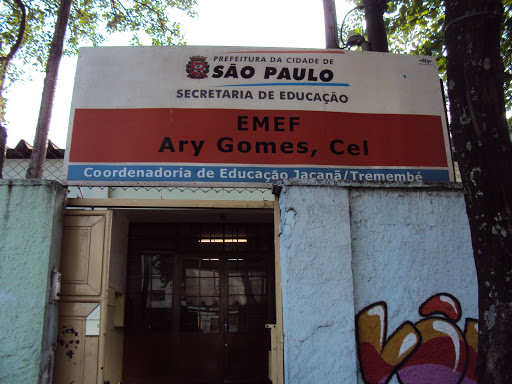 PREFEITURA DA CIDADE DE
SÃO PAULO
SECRETARIA DE EDUCAÇÃO
EMEF
Ary Gomes, Cel
Coordenadoria de Educação Jaçanã/Tremembé